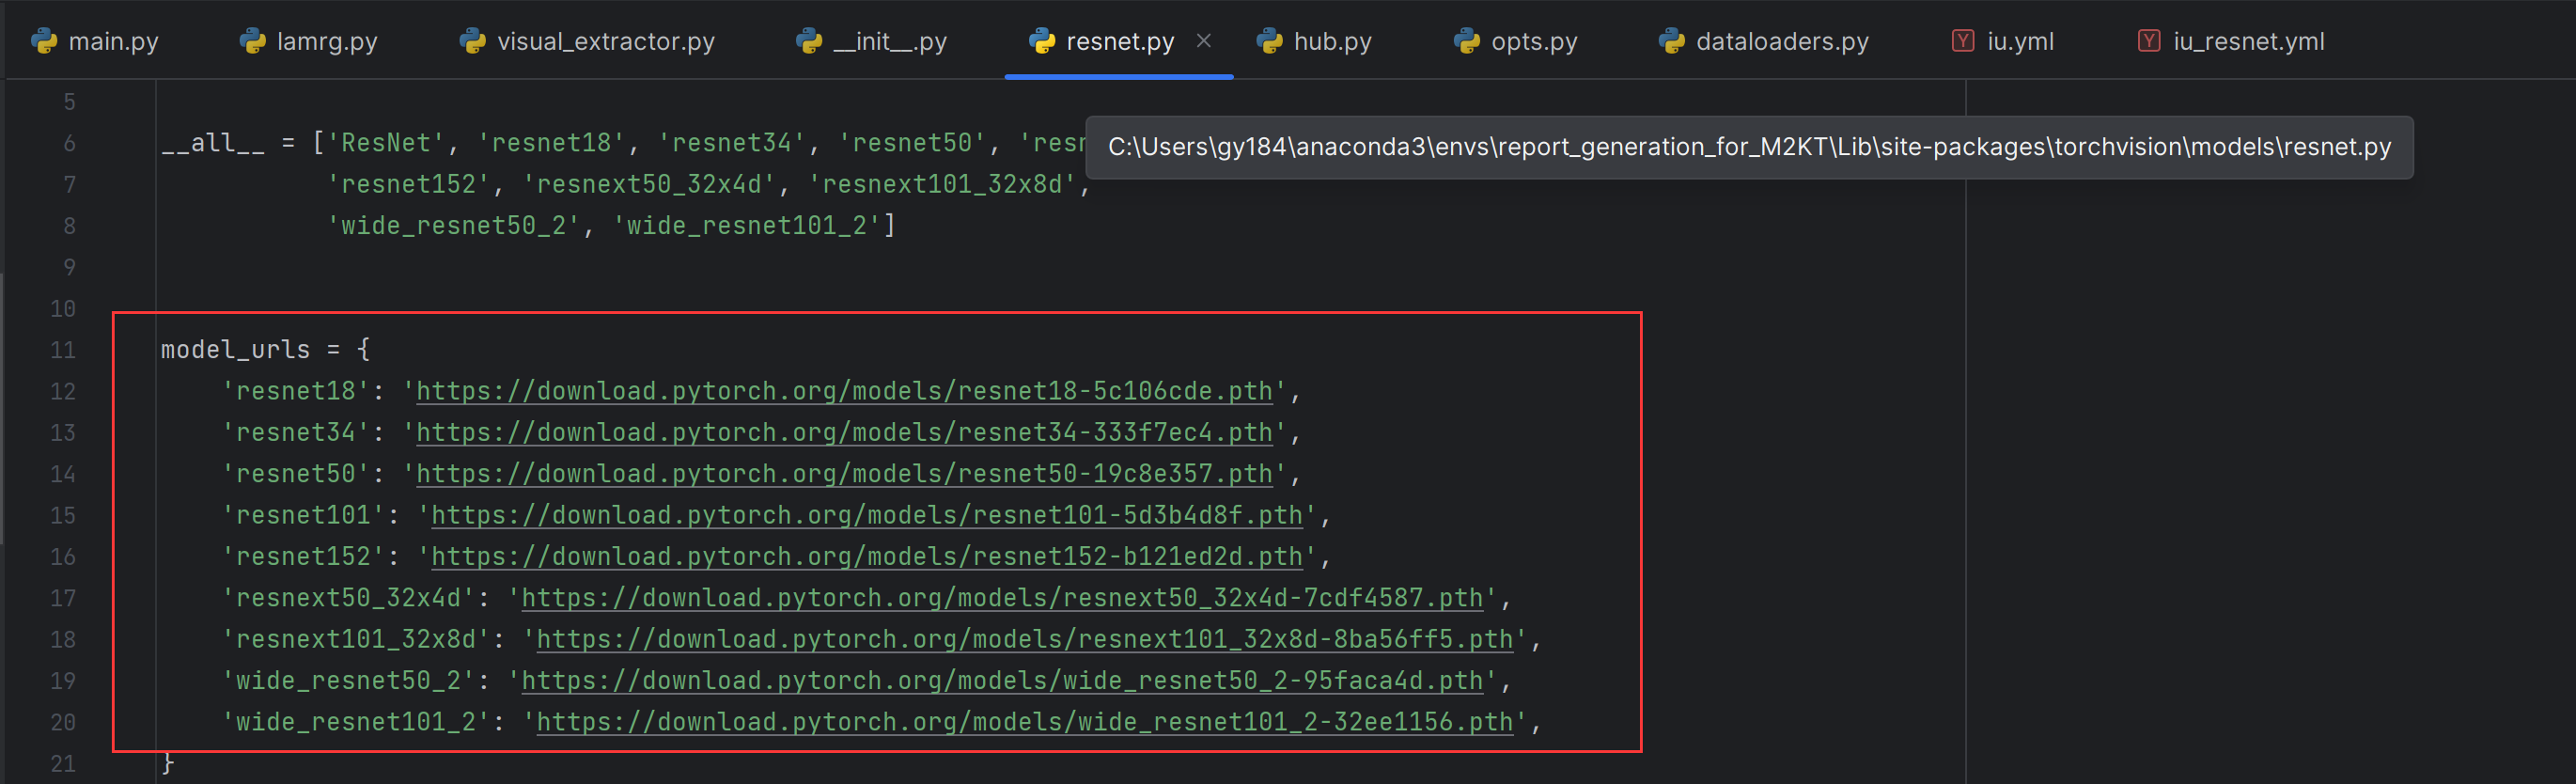 main.py lamrg.py visual_extractor.py __init__.py resnet.py hub.py opts.py dataloaders.py iu.yml iu_resnet.yml
5
6 __all__ = ['ResNet', 'resnet18', 'resnet34', 'resnet50',
C:\Users\gy184\anaconda3\envs\report_generation_for_M2KT\Lib\site-packages\torchvision\models\resnet.py
7 'resnet152', 'resnext50_32x4d', 'resnext101_32x8d',
8 'wide_resnet50_2', 'wide_resnet101_2']
9
10
11 model_urls = {
12 'resnet18': 'https://download.pytorch.org/models/resnet18-5c106cde.pth',
13 'resnet34': 'https://download.pytorch.org/models/resnet34-333f7ec4.pth',
14 'resnet50': 'https://download.pytorch.org/models/resnet50-19c8e357.pth',
15 'resnet101': 'https://download.pytorch.org/models/resnet101-5d3b4d8f.pth',
16 'resnet152': 'https://download.pytorch.org/models/resnet152-b121ed2d.pth',
17 'resnext50_32x4d': 'https://download.pytorch.org/models/resnext50_32x4d-7cdf4587.pth',
18 'resnext101_32x8d': 'https://download.pytorch.org/models/resnext101_32x8d-8ba56ff5.pth',
19 'wide_resnet50_2': 'https://download.pytorch.org/models/wide_resnet50_2-95faca4d.pth',
20 'wide_resnet101_2': 'https://download.pytorch.org/models/wide_resnet101_2-32ee1156.pth',
21 }